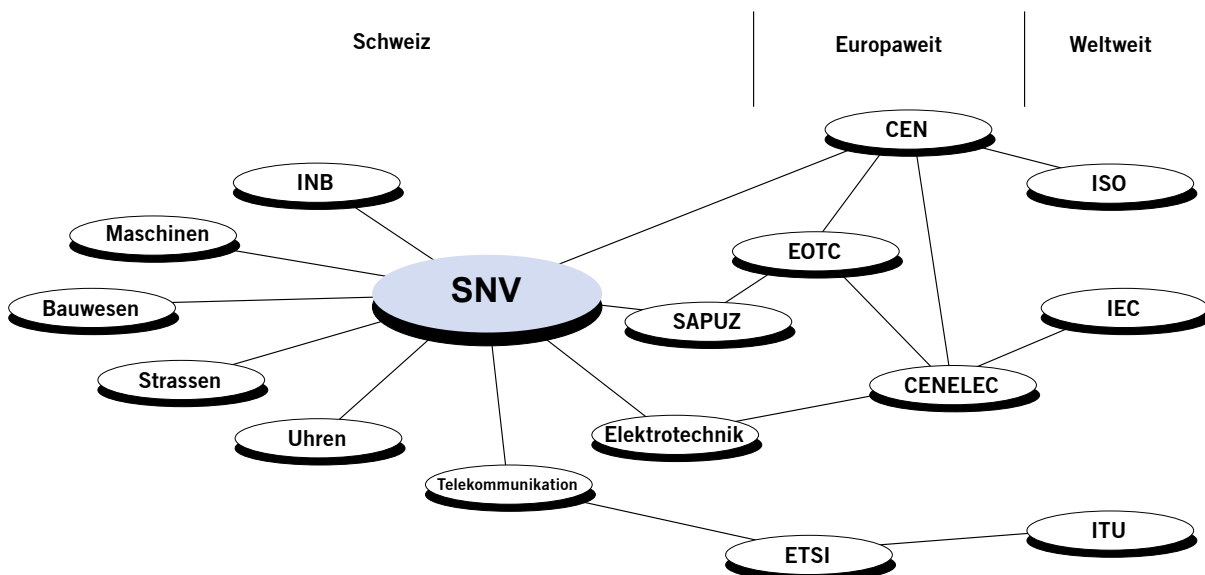 Schweiz
Europaweit
Weltweit
CEN
INB
ISO
Maschinen
EOTC
SNV
Bauwesen
SAPUZ
IEC
Strassen
CENELEC
Uhren
Elektrotechnik
Telekommunikation
ITU
ETSI